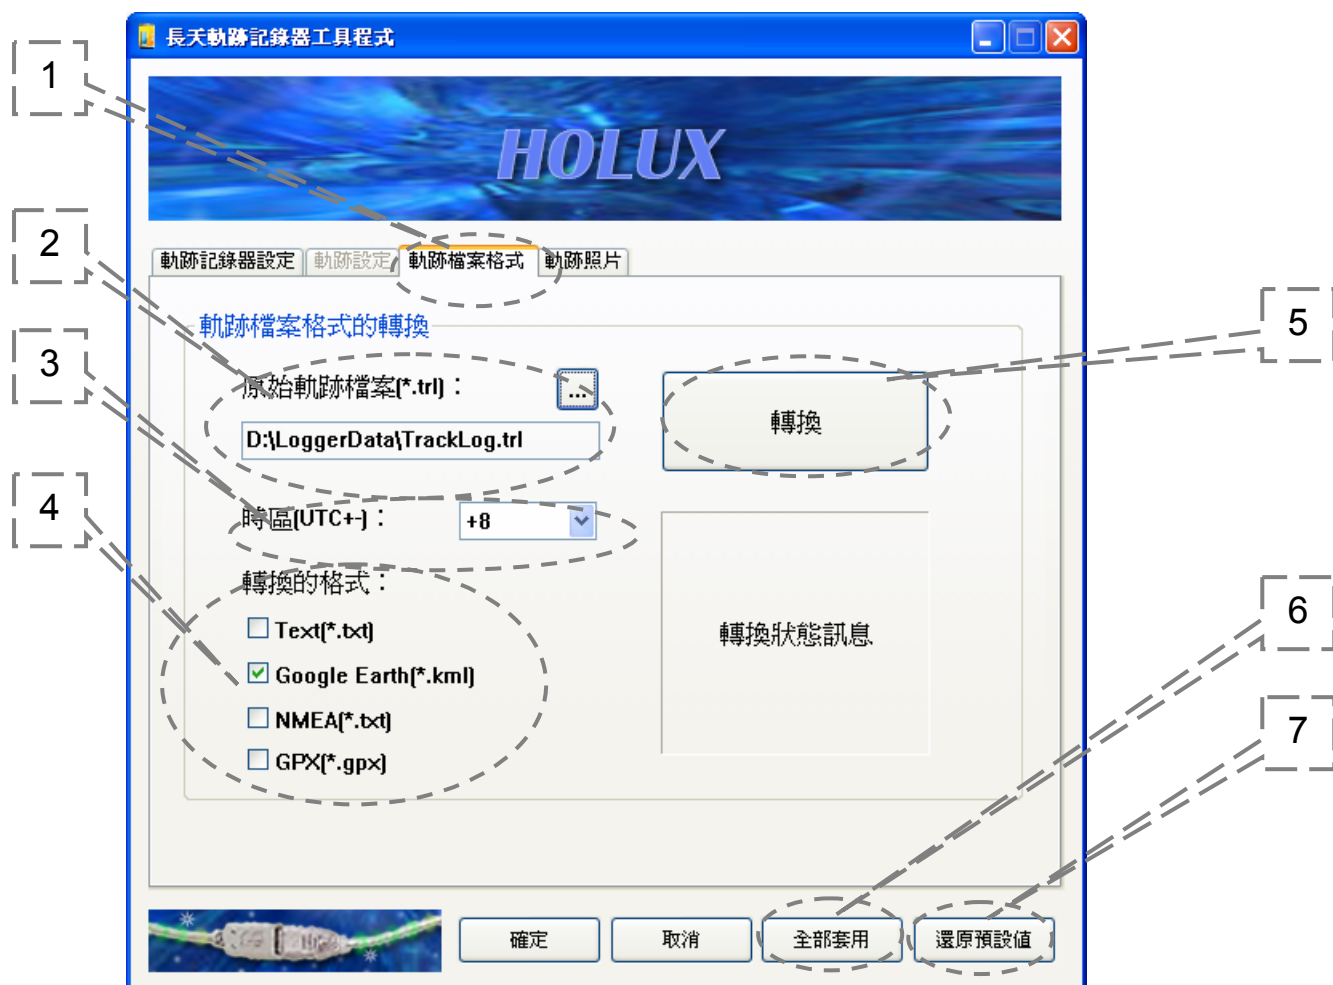 長天軌跡記錄器工具程式
1
HOLUX
2
軌跡記錄器設定 軌跡設定 軌跡檔案格式 軌跡照片
軌跡檔案格式的轉換
5
3
原始軌跡檔案(*.trl)： ...
D:\LoggerData\TrackLog.trl
轉換
4
時區(UTC+-)： +8
轉換的格式：
6
Text(*.txt)
轉換狀態訊息
Google Earth(*.kml)
NMEA(*.txt)
7
GPX(*.gpx)
確定 取消 全部套用 還原預設值